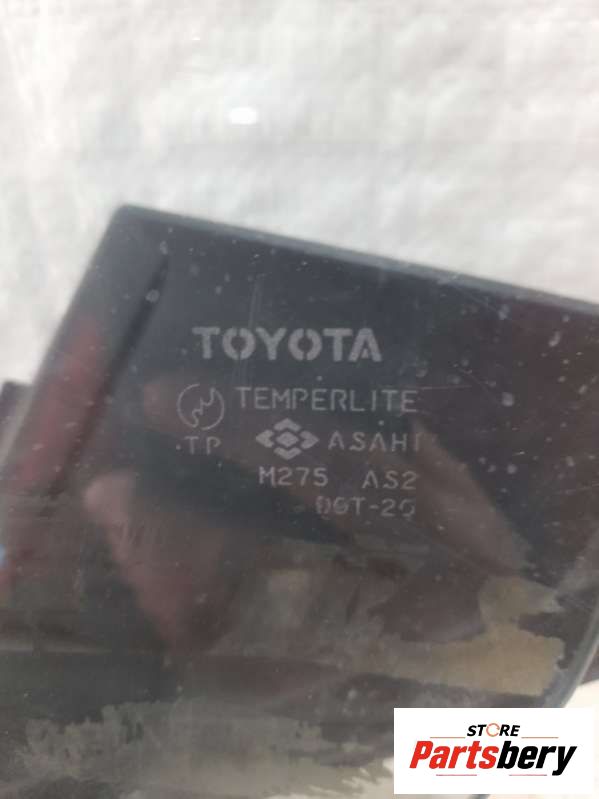 TOYOTA
TEMPERLITE
TP ASAHI
M275 AS2
DOT-20
STORE
Partsbery